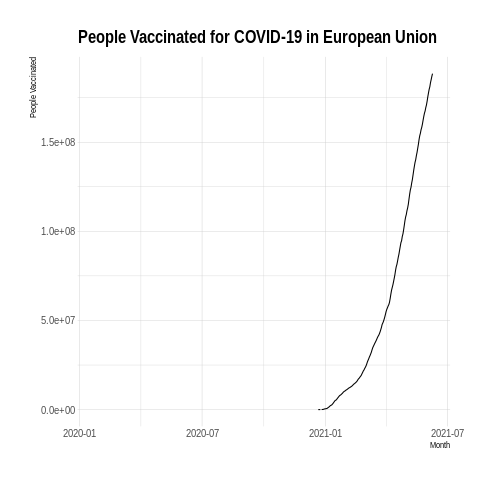 People Vaccinated for COVID-19 in European Union
People Vaccinated
1.5e+08
1.0e+08
5.0e+07
0.0e+00
2020-01 2020-07 2021-01 2021-07
Month